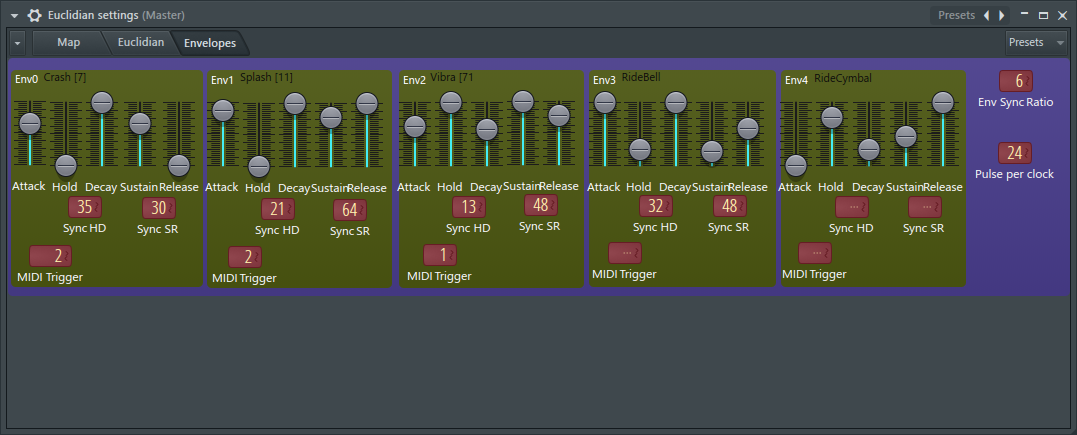 Euclidian settings (Master)
Presets
Map
Euclidian
Envelopes
Presets
Env0 Crash [7]
Attack Hold Decay Sustain Release
35 30
Sync HD Sync SR
2
MIDI Trigger
Env1 Splash [11]
Attack Hold Decay Sustain Release
21 64
Sync HD Sync SR
2
MIDI Trigger
Env2 Vibra [71
Attack Hold Decay Sustain Release
13 48
Sync HD Sync SR
1
MIDI Trigger
Env3 RideBell
Attack Hold Decay Sustain Release
32 48
Sync HD Sync SR
...
MIDI Trigger
Env4 RideCymbal
Attack Hold Decay Sustain Release
... ...
Sync HD Sync SR
...
MIDI Trigger
6
Env Sync Ratio
24
Pulse per clock